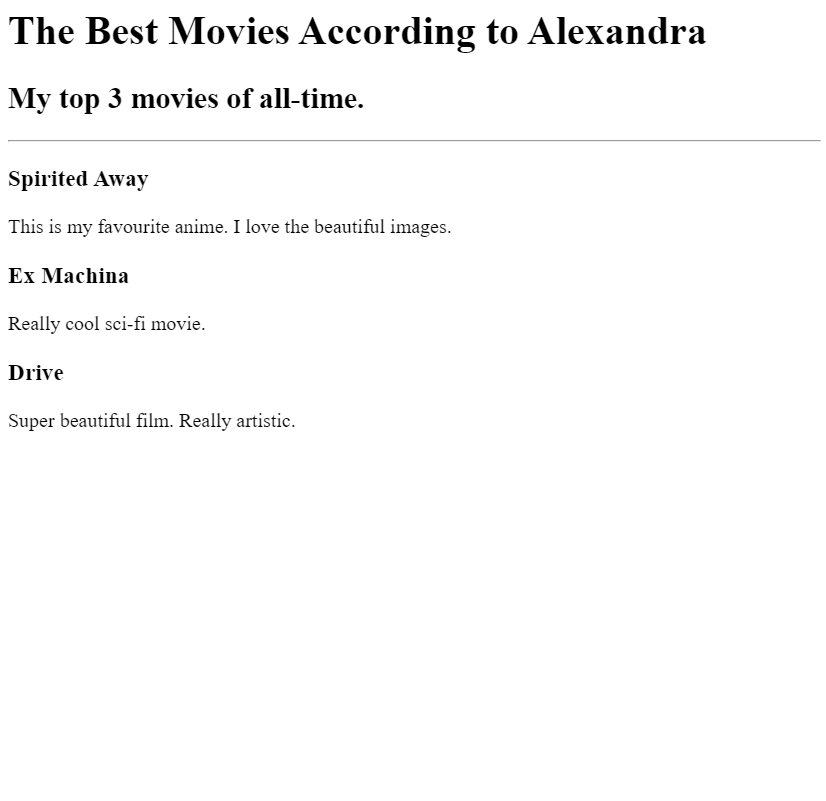 The Best Movies According to Alexandra
My top 3 movies of all-time.
Spirited Away
This is my favourite anime. I love the beautiful images.
Ex Machina
Really cool sci-fi movie.
Drive
Super beautiful film. Really artistic.